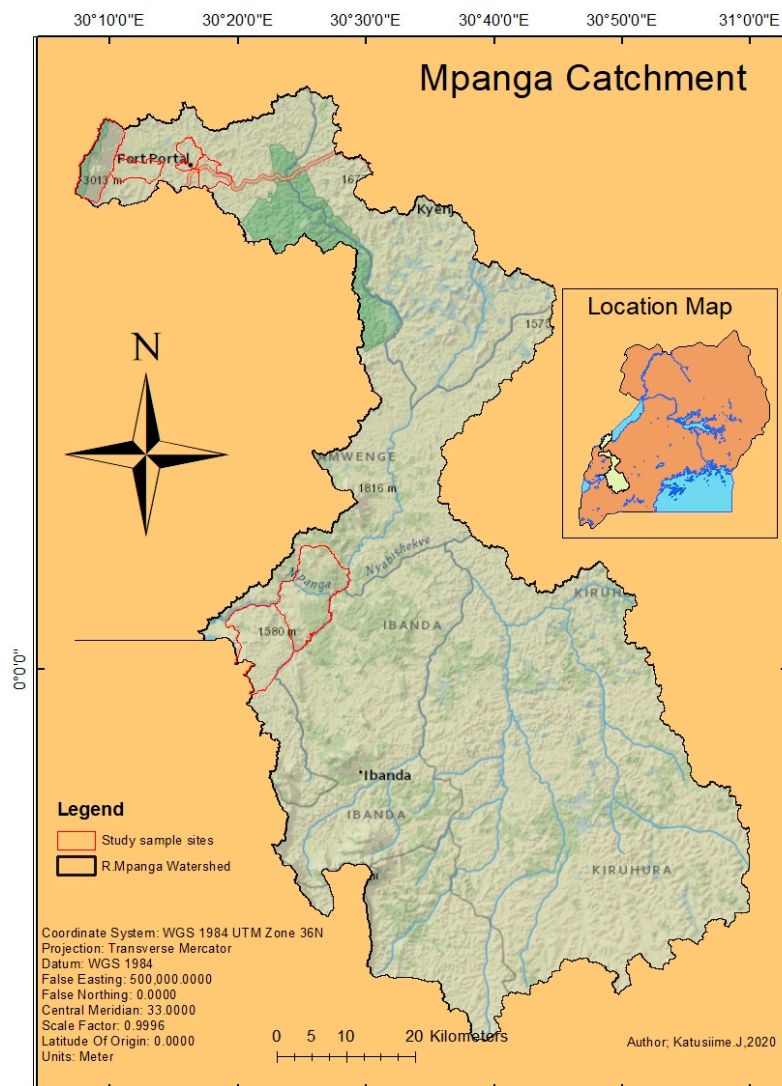 30°10'0"E 30°20'0"E 30°30'0"E 30°40'0"E 30°50'0"E 31°0'0"E
Mpanga Catchment
Fort Portal
3013 m
Kyenj
Location Map
N
AMWENGE
1816 m
Mpanga
Nyabishekve
KIRUH
IBANDA
1580 m
0°0'0"
Ibanda
IBANDA
KIRUHURA
Legend
Study sample sites
R.Mpanga Watershed
Coordinate System: WGS 1984 UTM Zone 36N
Projection: Transverse Mercator
Datum: WGS 1984
False Easting: 500,000.0000
False Northing: 0.0000
Central Meridian: 33.0000
Scale Factor: 0.9996
Latitude Of Origin: 0.0000
Units: Meter
0 5 10 20 Kilometers
Author; Katusiime.J,2020